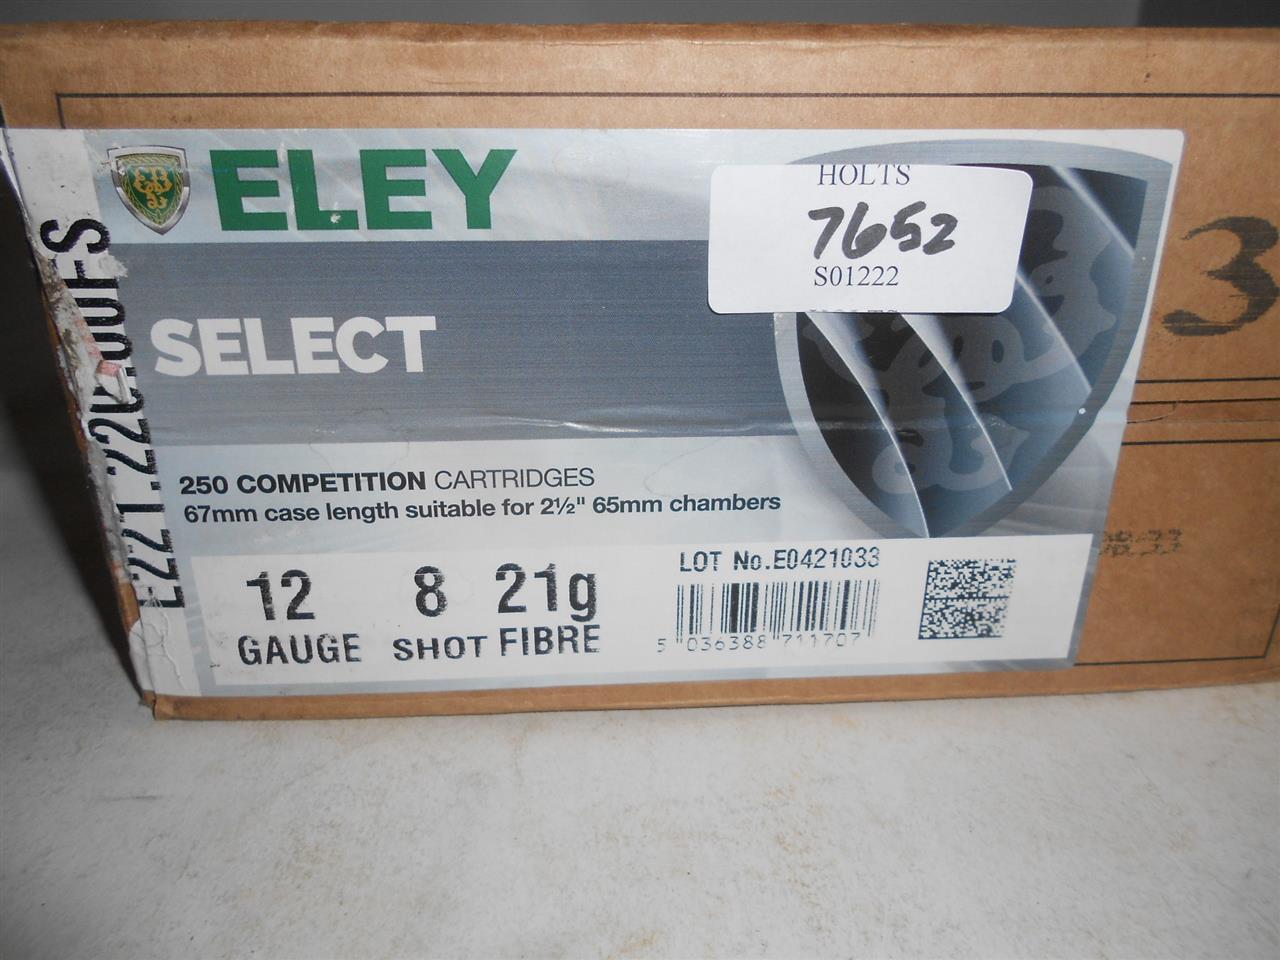 ELEY
HOLTS
7652
S01222
3
SELECT
250 COMPETITION CARTRIDGES
67mm case length suitable for 2½" 65mm chambers
12 8 21g
GAUGE SHOT FIBRE
LOT No.E0421033
5 036388 711707